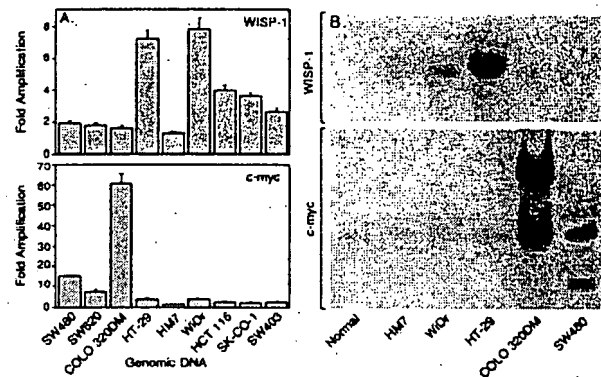 A
WISP-1
Fold Amplification
8
6
4
2
0
c-myc
Fold Amplification
70
60
50
40
30
20
10
0
SW480
SW620
COLO 320DM
HT-29
HM7
WiDr
HCT 116
SK-CO-1
SW403
Genomic DNA
B
WISP-1
c-myc
Normal
HM7
WiDr
HT-29
COLO 320DM
SW480